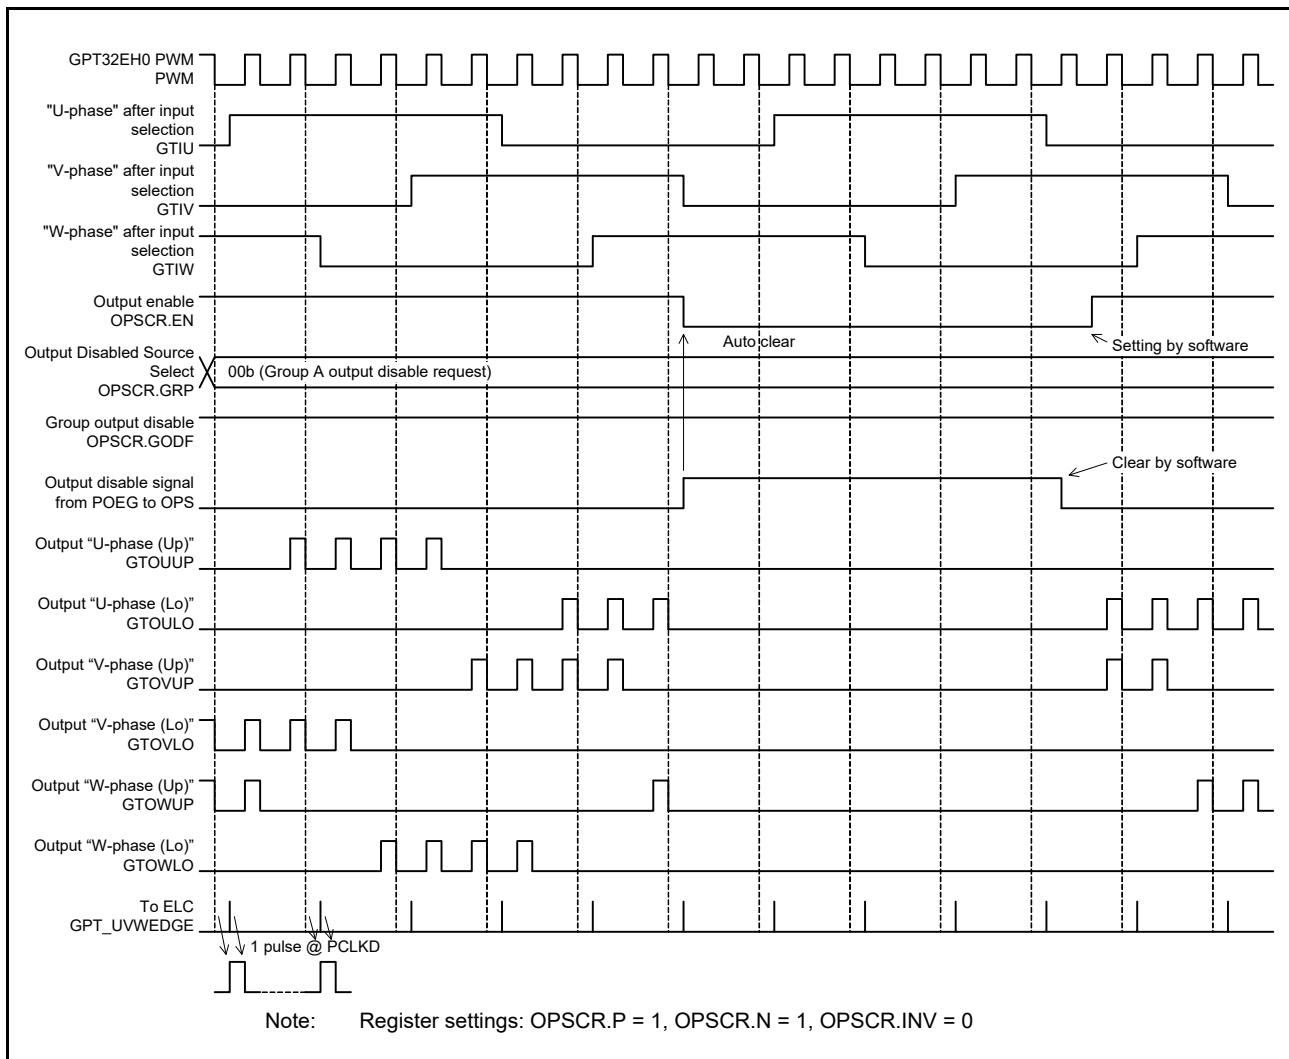 GPT32EH0 PWM
PWM
"U-phase" after input
selection
GTIU
"V-phase" after input
selection
GTIV
"W-phase" after input
selection
GTIW
Output enable
OPSCR.EN
Auto clear
Setting by software
Output Disabled Source
Select
OPSCR.GRP
00b (Group A output disable request)
Group output disable
OPSCR.GODF
Clear by software
Output disable signal
from POEG to OPS
Output “U-phase (Up)”
GTOUUP
Output “U-phase (Lo)”
GTOULO
Output “V-phase (Up)”
GTOVUP
Output “V-phase (Lo)”
GTOVLO
Output “W-phase (Up)”
GTOWUP
Output “W-phase (Lo)”
GTOWLO
To ELC
GPT_UVWEDGE
1 pulse @ PCLKD
Note: Register settings: OPSCR.P = 1, OPSCR.N = 1, OPSCR.INV = 0